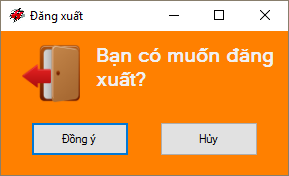 Đăng xuất
Bạn có muốn đăng
xuất?
Đồng ý
Hủy